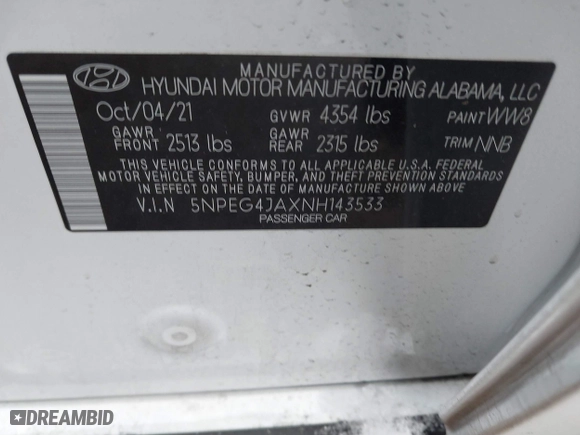 MANUFACTURED BY
HYUNDAI MOTOR MANUFACTURING ALABAMA, LLC
Oct/04/21 GVWR 4354 lbs PAINT WW8
GAWR FRONT 2513 lbs GAWR REAR 2315 lbs TRIM NNB
THIS VEHICLE CONFORMS TO ALL APPLICABLE U.S.A. FEDERAL
MOTOR VEHICLE SAFETY, BUMPER, AND THEFT PREVENTION STANDARDS
IN EFFECT ON THE DATE OF MANUFACTURE SHOWN ABOVE.
V.I.N 5NPEG4JAXNH143533
PASSENGER CAR
DREAMBID